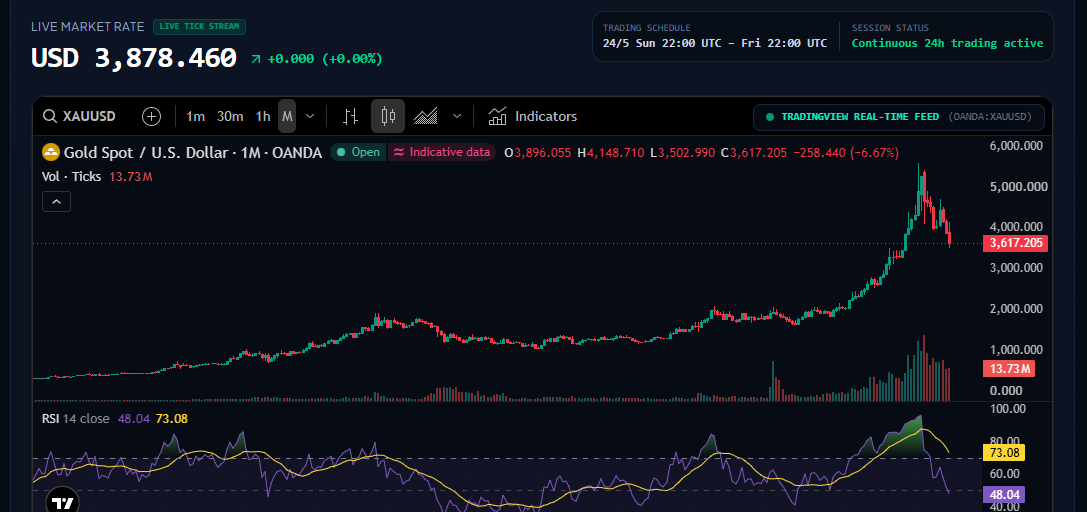 LIVE MARKET RATE LIVE TICK STREAM
USD 3,878.460 +0.000 (+0.00%)
TRADING SCHEDULE
24/5 Sun 22:00 UTC – Fri 22:00 UTC
SESSION STATUS
Continuous 24h trading active
XAUUSD 1m 30m 1h M Indicators
TRADINGVIEW REAL-TIME FEED (OANDA:XAUUSD)
Gold Spot / U.S. Dollar · 1M · OANDA Open Indicative data O3,896.055 H4,148.710 L3,502.990 C3,617.205 −258.440 (−6.67%)
Vol · Ticks 13.73 M
6,000.000
5,000.000
4,000.000
3,617.205
3,000.000
2,000.000
1,000.000
13.73 M
0.000
RSI 14 close 48.04 73.08
100.00
80.00
73.08
60.00
48.04
40.00